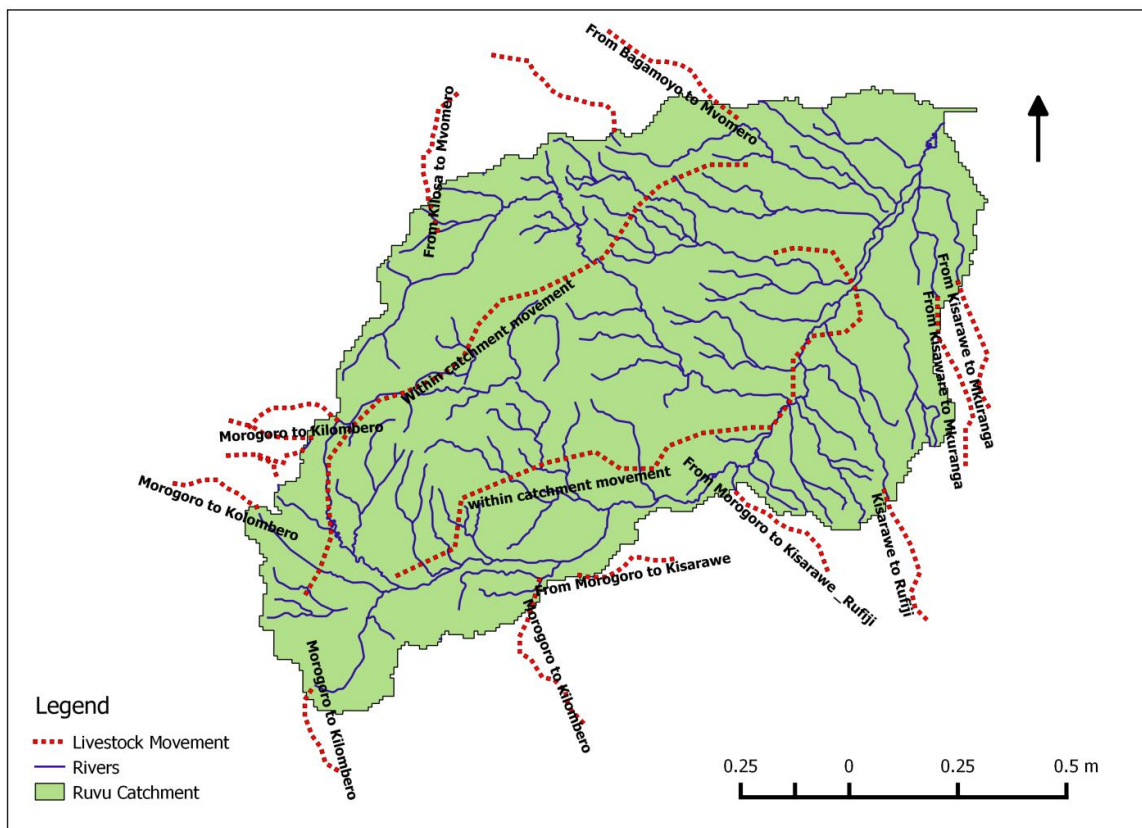 From Bagamoyo to Mvomero
From Kilosa to Mvomero
Within catchment movement
From Kisarawe to Mkuranga
From Kisaware to Mkuranga
Morogoro to Kilombero
Morogoro to Kolombero
within catchment movement
From Morogoro to Kisarawe _Rufiji
Kisarawe to Rufiji
From Morogoro to Kisarawe
Morogoro to Kilombero
Morogoro to Kilombero
Legend
Livestock Movement
Rivers
Ruvu Catchment
0.25 0 0.25 0.5 m